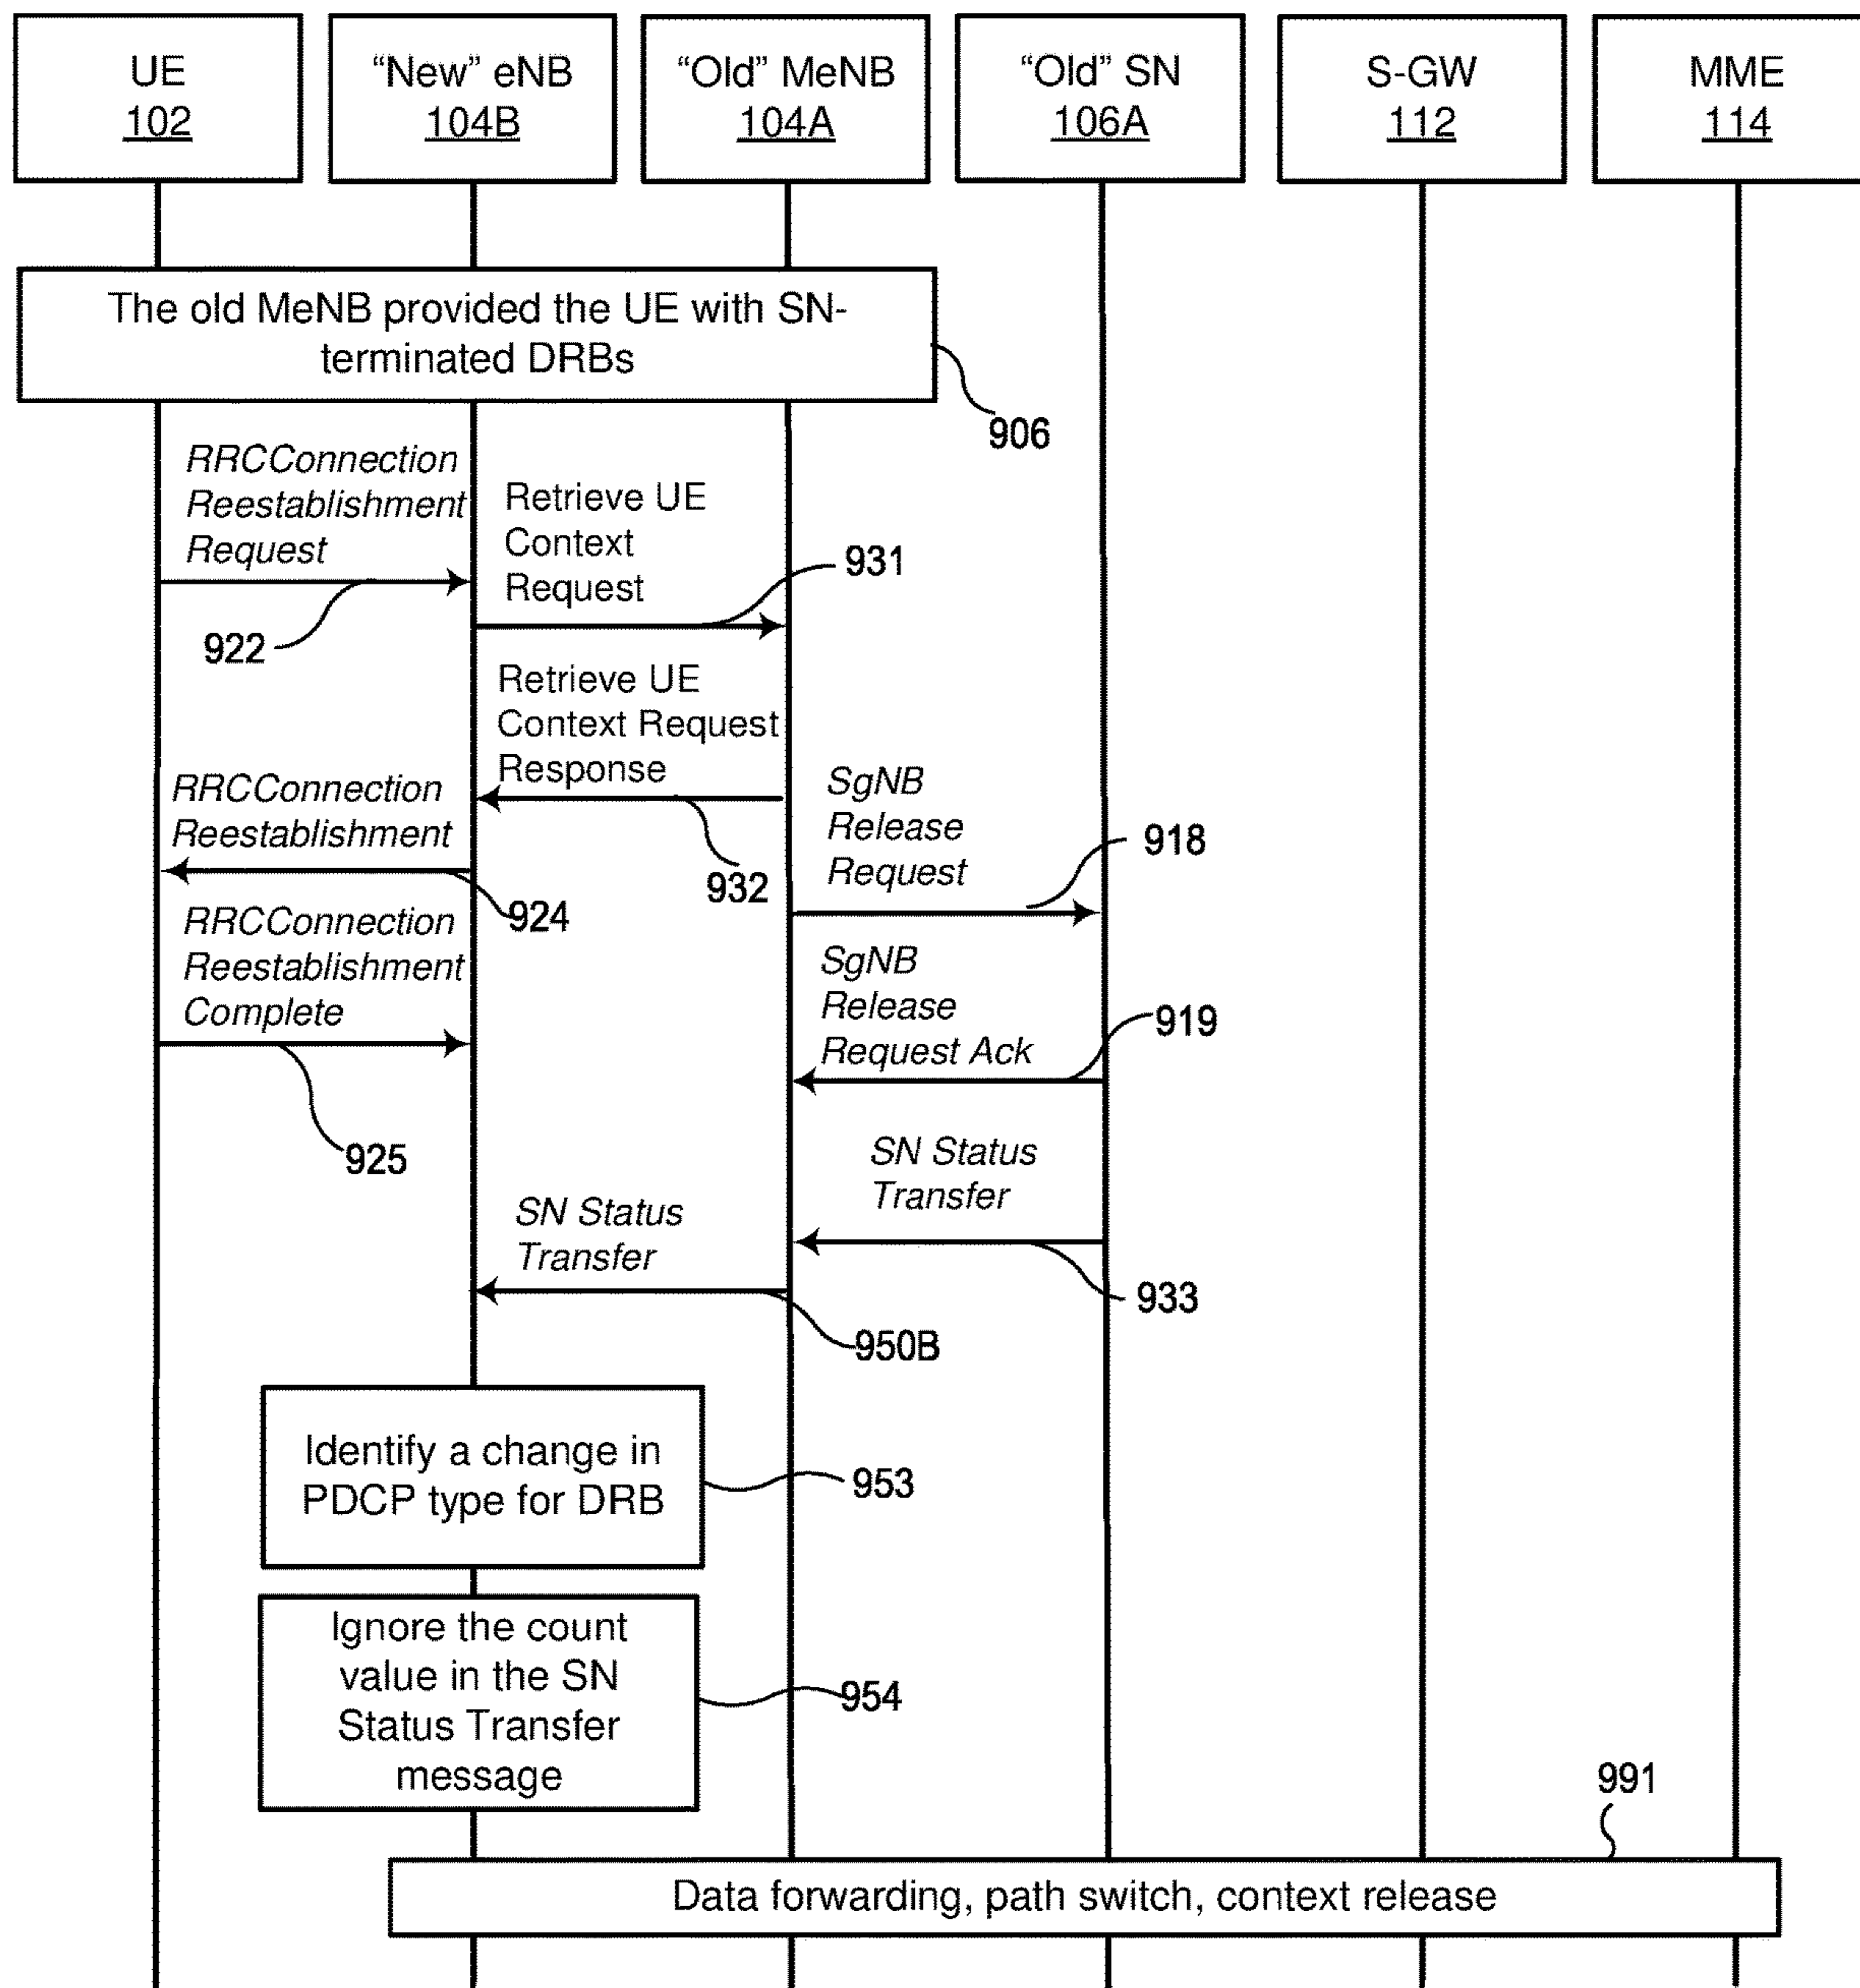 UE
102
“New” eNB
104B
“Old” MeNB
104A
“Old” SN
106A
S-GW
112
MME
114
The old MeNB provided the UE with SN-
terminated DRBs
906
RRCConnection
Reestablishment
Request
922
Retrieve UE
Context
Request
931
Retrieve UE
Context Request
Response
932
RRCConnection
Reestablishment
924
SgNB
Release
Request
918
RRCConnection
Reestablishment
Complete
925
SgNB
Release
Request Ack
919
SN Status
Transfer
933
SN Status
Transfer
950B
Identify a change in
PDCP type for DRB
953
Ignore the count
value in the SN
Status Transfer
message
954
991
Data forwarding, path switch, context release